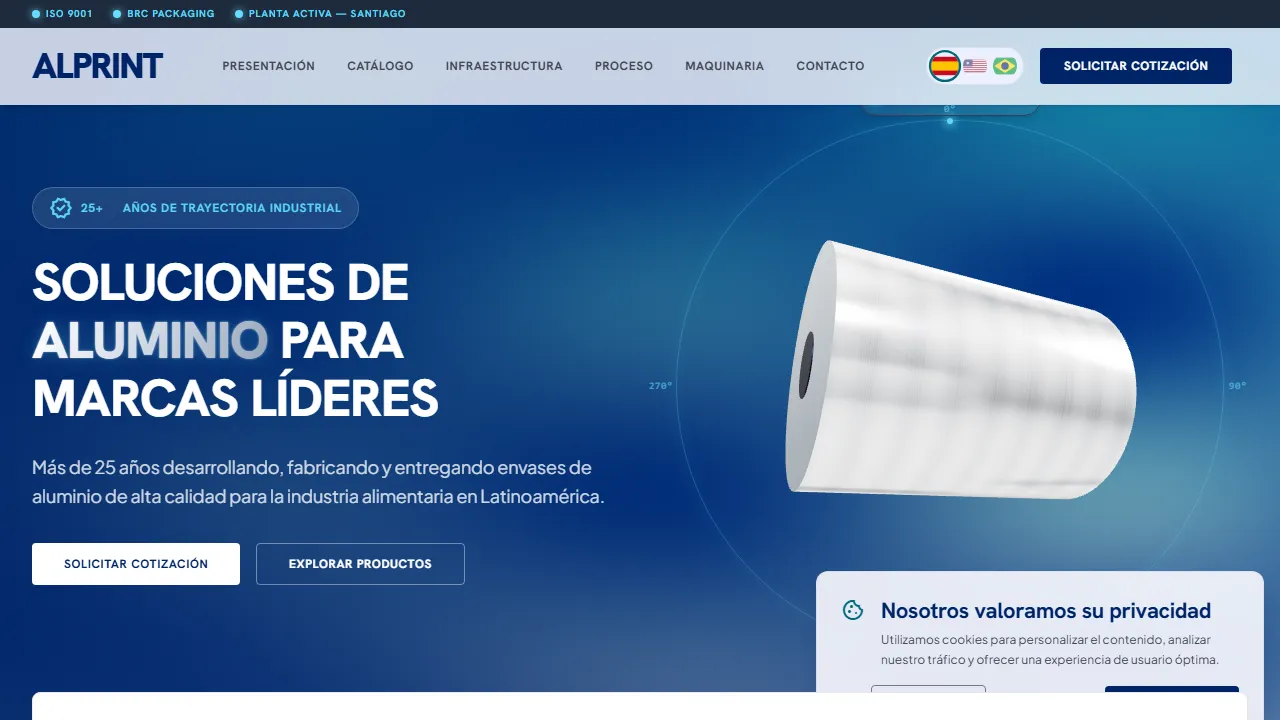 ISO 9001 BRC PACKAGING PLANTA ACTIVA — SANTIAGO
ALPRINT PRESENTACIÓN CATÁLOGO INFRAESTRUCTURA PROCESO MAQUINARIA CONTACTO SOLICITAR COTIZACIÓN
0°
25+ AÑOS DE TRAYECTORIA INDUSTRIAL
SOLUCIONES DE
ALUMINIO PARA
MARCAS LÍDERES
270° 90°
Más de 25 años desarrollando, fabricando y entregando envases de
aluminio de alta calidad para la industria alimentaria en Latinoamérica.
SOLICITAR COTIZACIÓN EXPLORAR PRODUCTOS
Nosotros valoramos su privacidad
Utilizamos cookies para personalizar el contenido, analizar
nuestro tráfico y ofrecer una experiencia de usuario óptima.